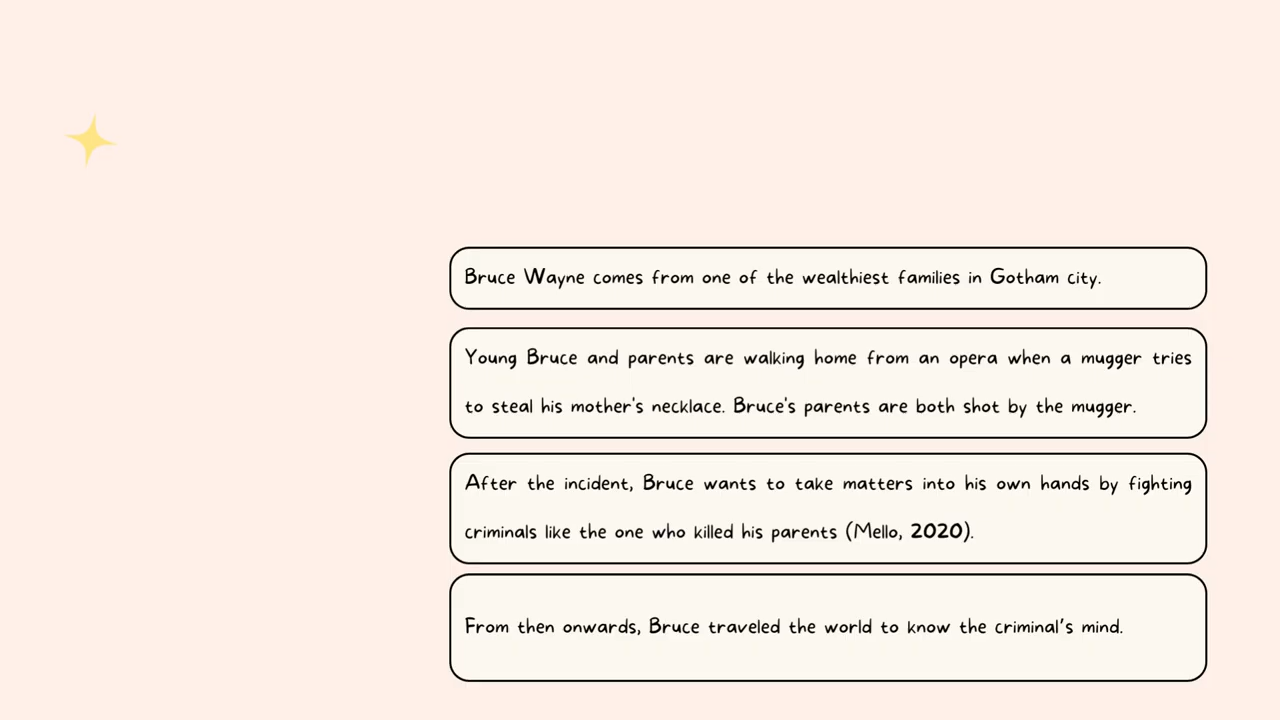 Bruce Wayne comes from one of the wealthiest families in Gotham city.
Young Bruce and parents are walking home from an opera when a mugger tries
to steal his mother's necklace. Bruce's parents are both shot by the mugger.
After the incident, Bruce wants to take matters into his own hands by fighting
criminals like the one who killed his parents (Mello, 2020).
From then onwards, Bruce traveled the world to know the criminal's mind.